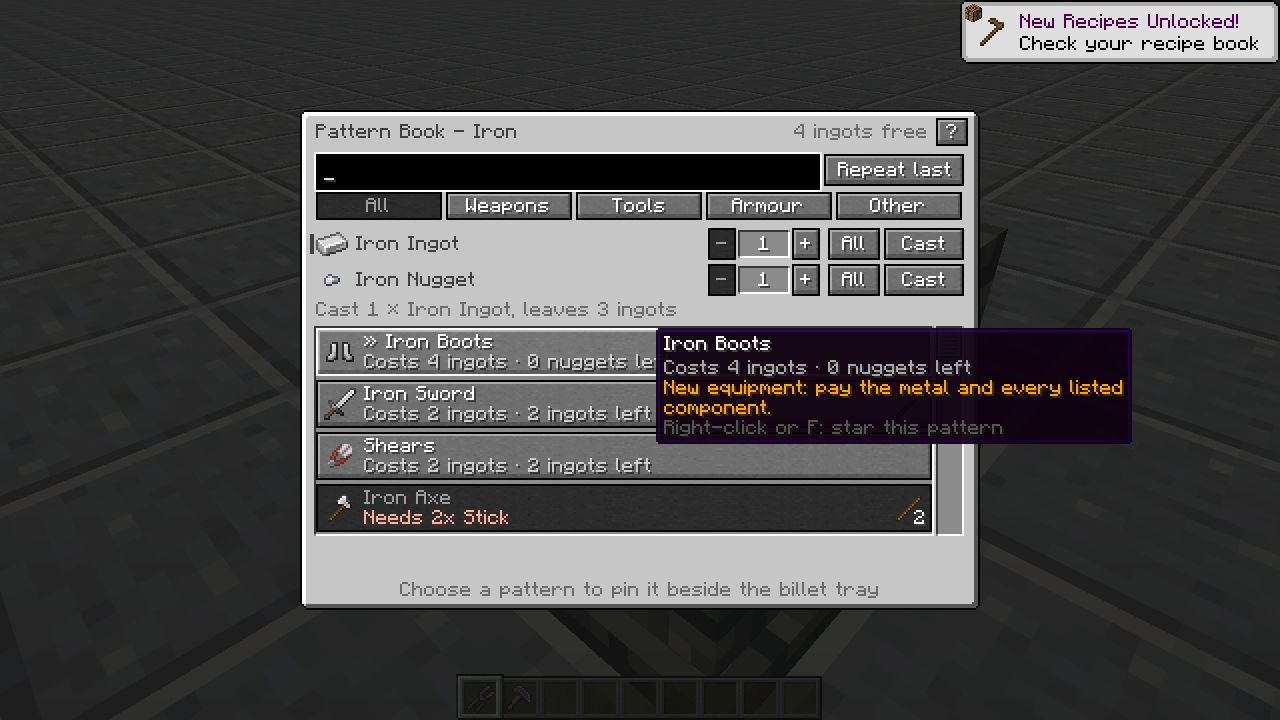 New Recipes Unlocked!
Check your recipe book
Pattern Book - Iron
4 ingots free
?
_
Repeat last
All
Weapons
Tools
Armour
Other
Iron Ingot
-
1
+
All
Cast
Iron Nugget
-
1
+
All
Cast
Cast 1 × Iron Ingot, leaves 3 ingots
» Iron Boots
Costs 4 ingots · 0 nuggets le
Iron Sword
Costs 2 ingots · 2 ingots left
Shears
Costs 2 ingots · 2 ingots left
Iron Axe
Needs 2x Stick
2
Iron Boots
Costs 4 ingots · 0 nuggets left
New equipment: pay the metal and every listed
component.
Right-click or F: star this pattern
Choose a pattern to pin it beside the billet tray